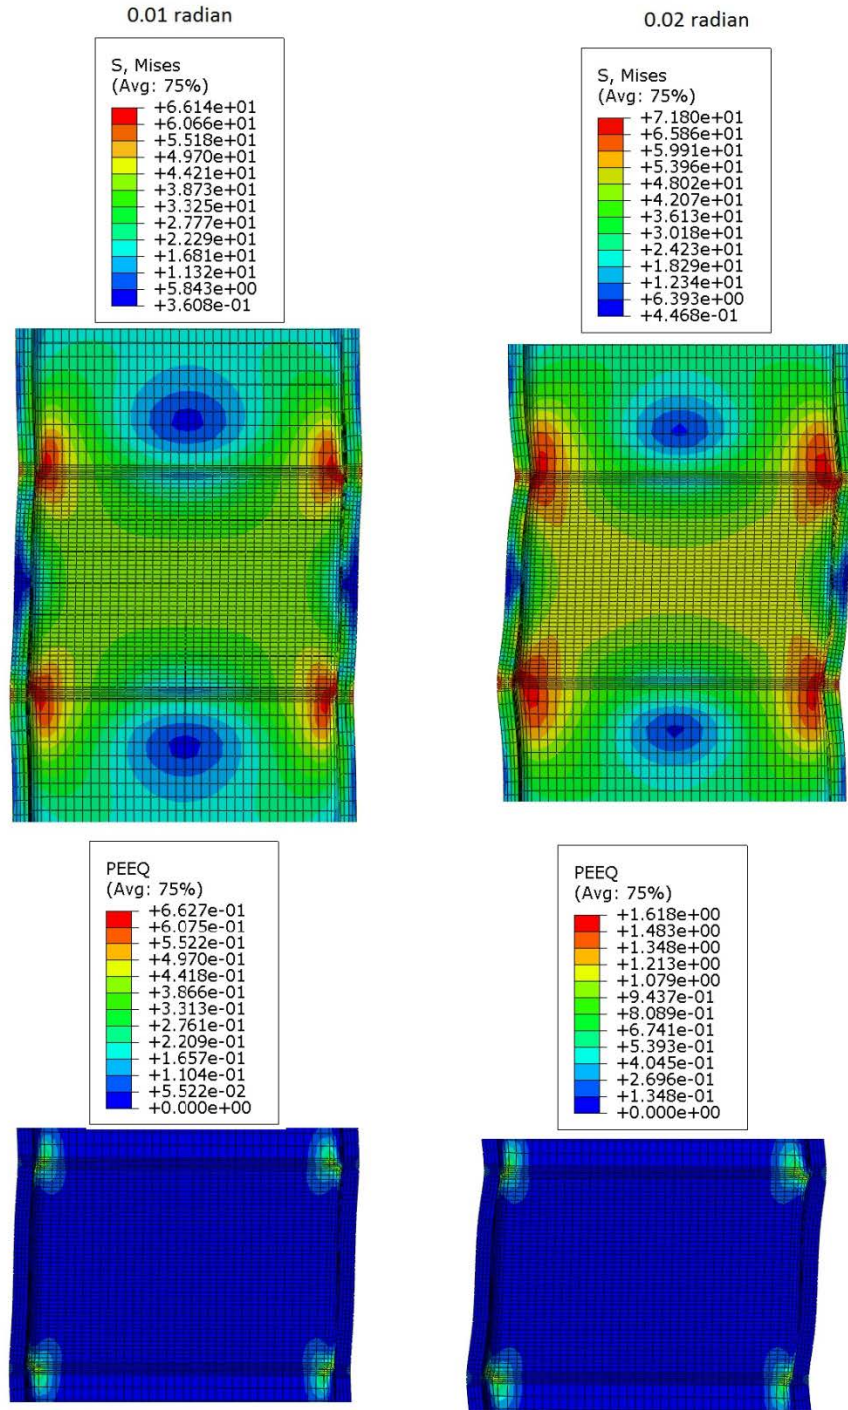 0.01 radian
0.02 radian
S, Mises
(Avg: 75%)
+6.614e+01
+6.066e+01
+5.518e+01
+4.970e+01
+4.421e+01
+3.873e+01
+3.325e+01
+2.777e+01
+2.229e+01
+1.681e+01
+1.132e+01
+5.843e+00
+3.608e-01
S, Mises
(Avg: 75%)
+7.180e+01
+6.586e+01
+5.991e+01
+5.396e+01
+4.802e+01
+4.207e+01
+3.613e+01
+3.018e+01
+2.423e+01
+1.829e+01
+1.234e+01
+6.393e+00
+4.468e-01
PEEQ
(Avg: 75%)
+6.627e-01
+6.075e-01
+5.522e-01
+4.970e-01
+4.418e-01
+3.866e-01
+3.313e-01
+2.761e-01
+2.209e-01
+1.657e-01
+1.104e-01
+5.522e-02
+0.000e+00
PEEQ
(Avg: 75%)
+1.618e+00
+1.483e+00
+1.348e+00
+1.213e+00
+1.079e+00
+9.437e-01
+8.089e-01
+6.741e-01
+5.393e-01
+4.045e-01
+2.696e-01
+1.348e-01
+0.000e+00